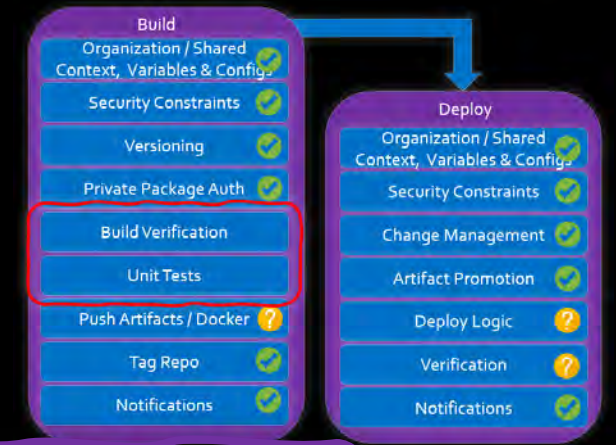 Build
Organization / Shared
Context, Variables & Configs
Security Constraints
Versioning
Private Package Auth
Build Verification
Unit Tests
Push Artifacts / Docker
?
Tag Repo
Notifications
Deploy
Organization / Shared
Context, Variables & Configs
Security Constraints
Change Management
Artifact Promotion
Deploy Logic
?
Verification
?
Notifications